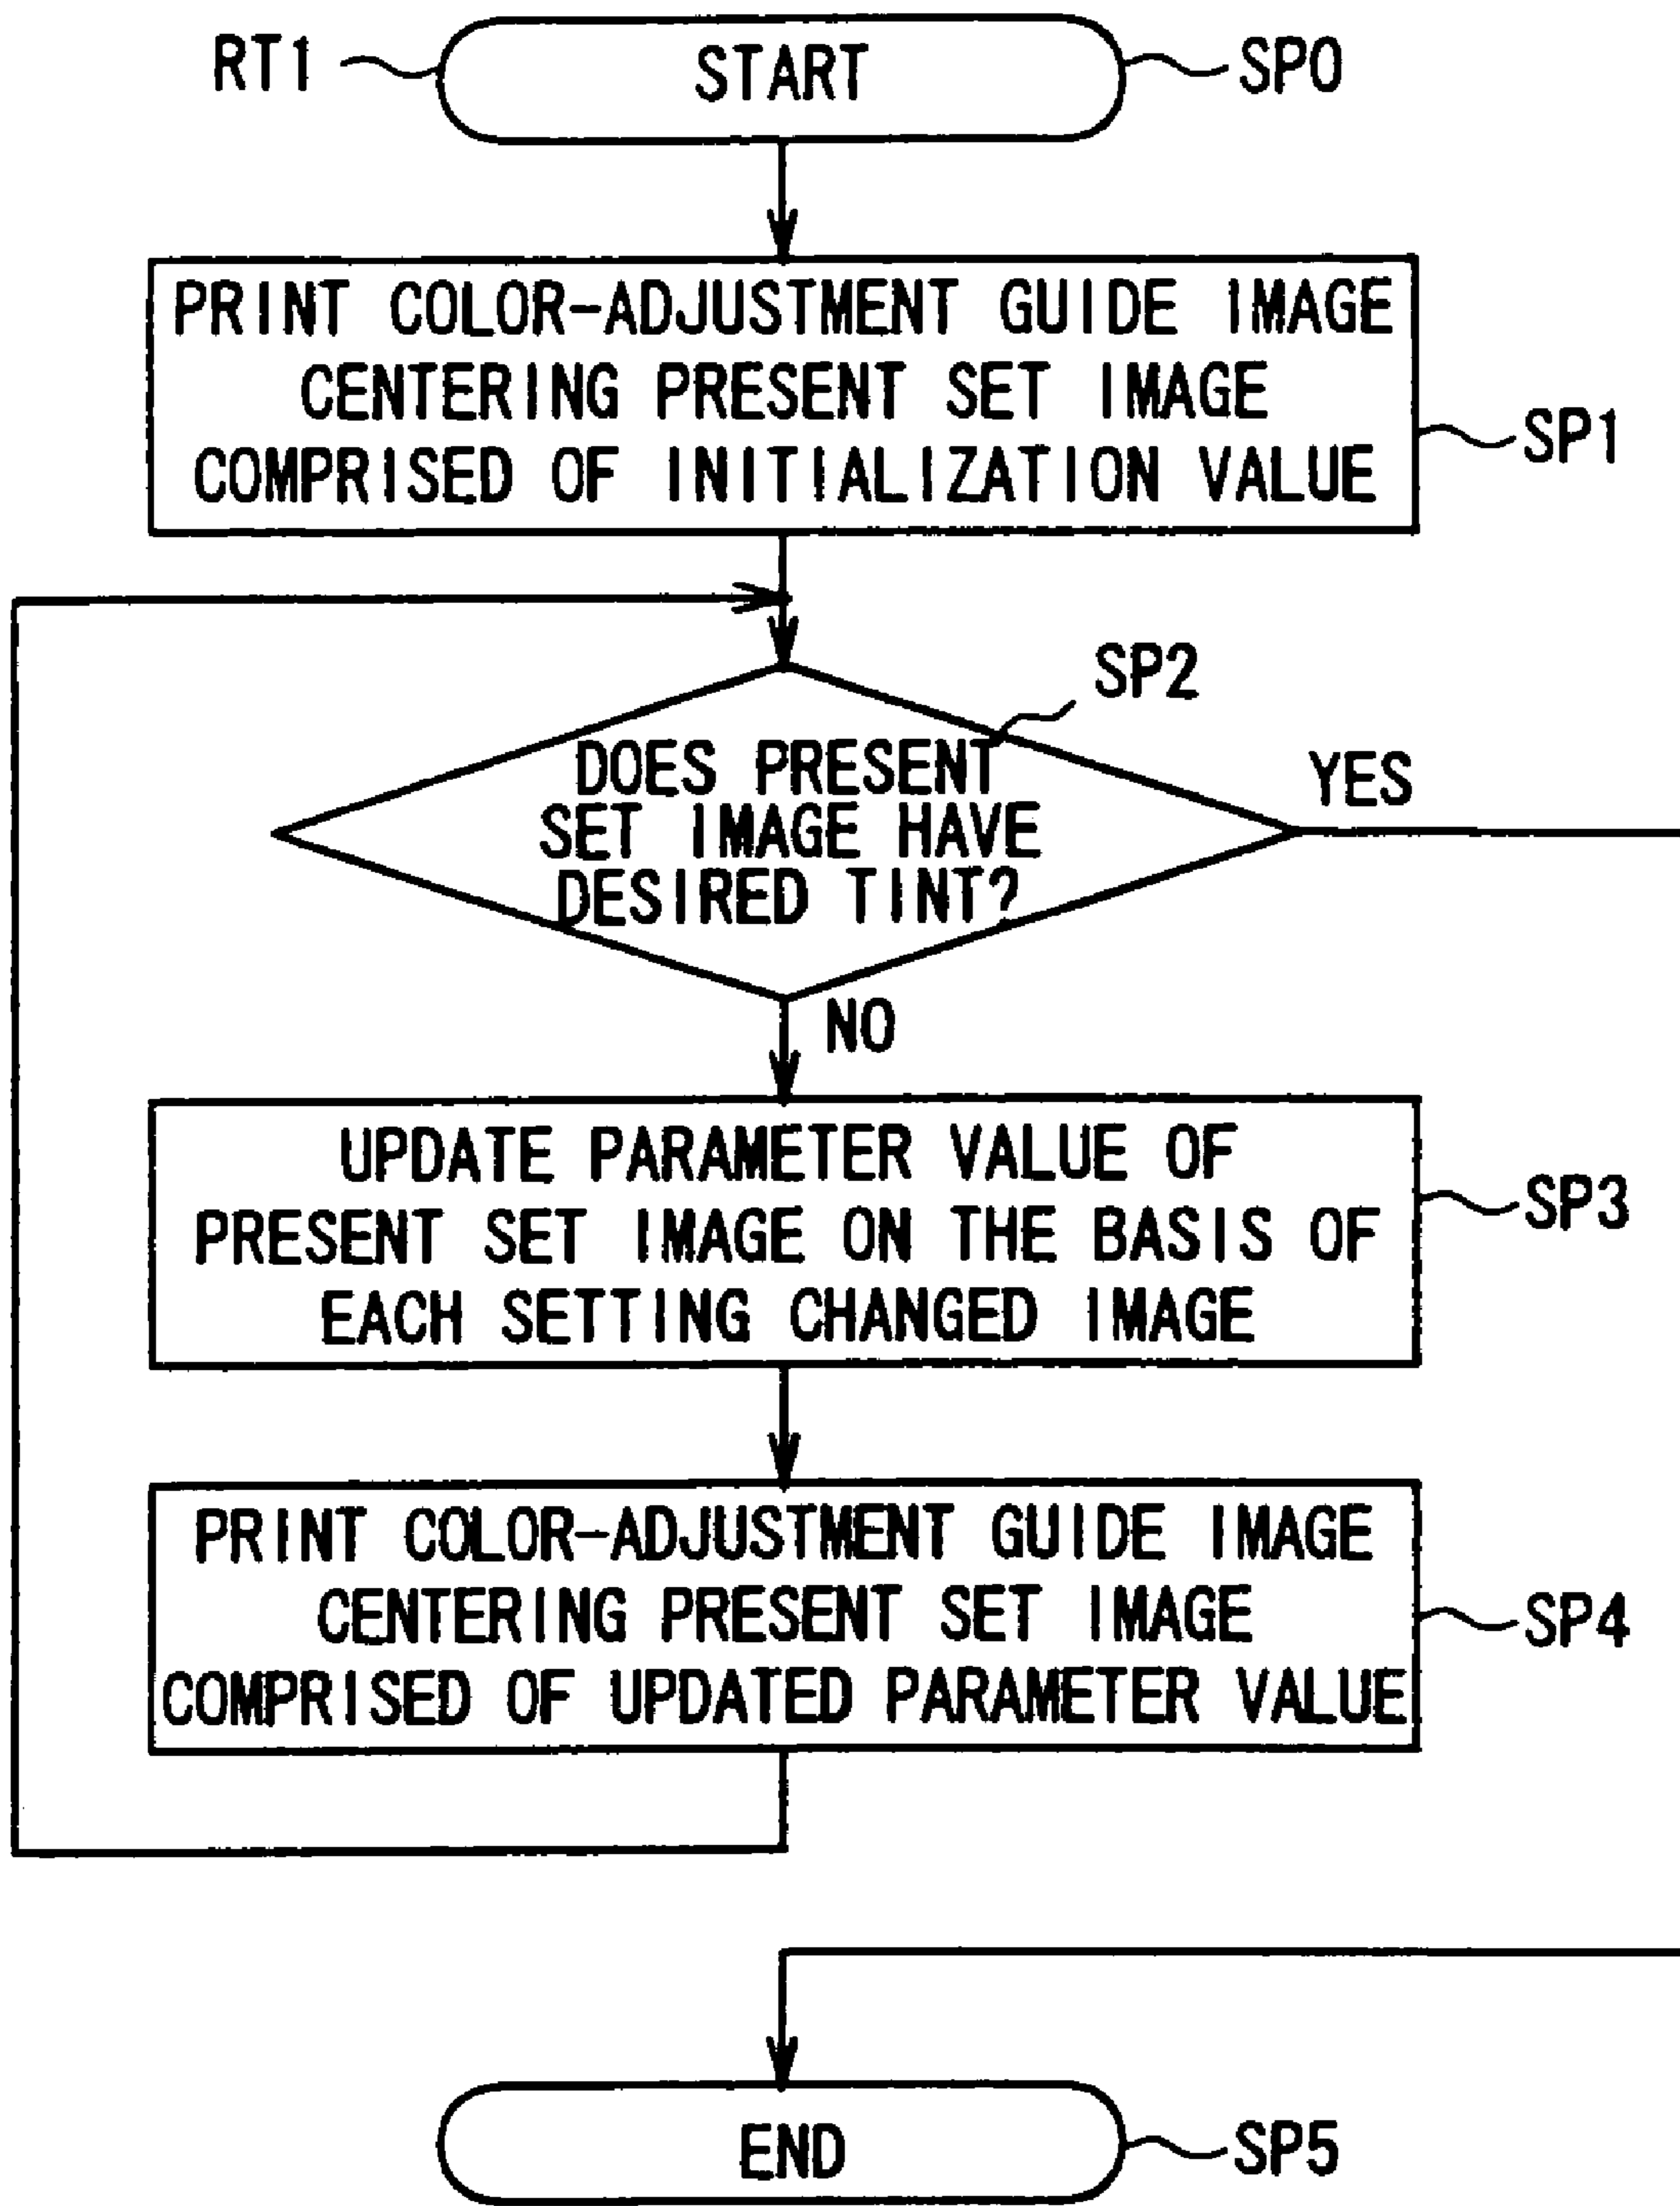 RT1
START
SP0
PRINT COLOR-ADJUSTMENT GUIDE IMAGE
CENTERING PRESENT SET IMAGE
COMPRISED OF INITIALIZATION VALUE
SP1
SP2
DOES PRESENT
SET IMAGE HAVE
DESIRED TINT?
YES
NO
UPDATE PARAMETER VALUE OF
PRESENT SET IMAGE ON THE BASIS OF
EACH SETTING CHANGED IMAGE
SP3
PRINT COLOR-ADJUSTMENT GUIDE IMAGE
CENTERING PRESENT SET IMAGE
COMPRISED OF UPDATED PARAMETER VALUE
SP4
END
SP5